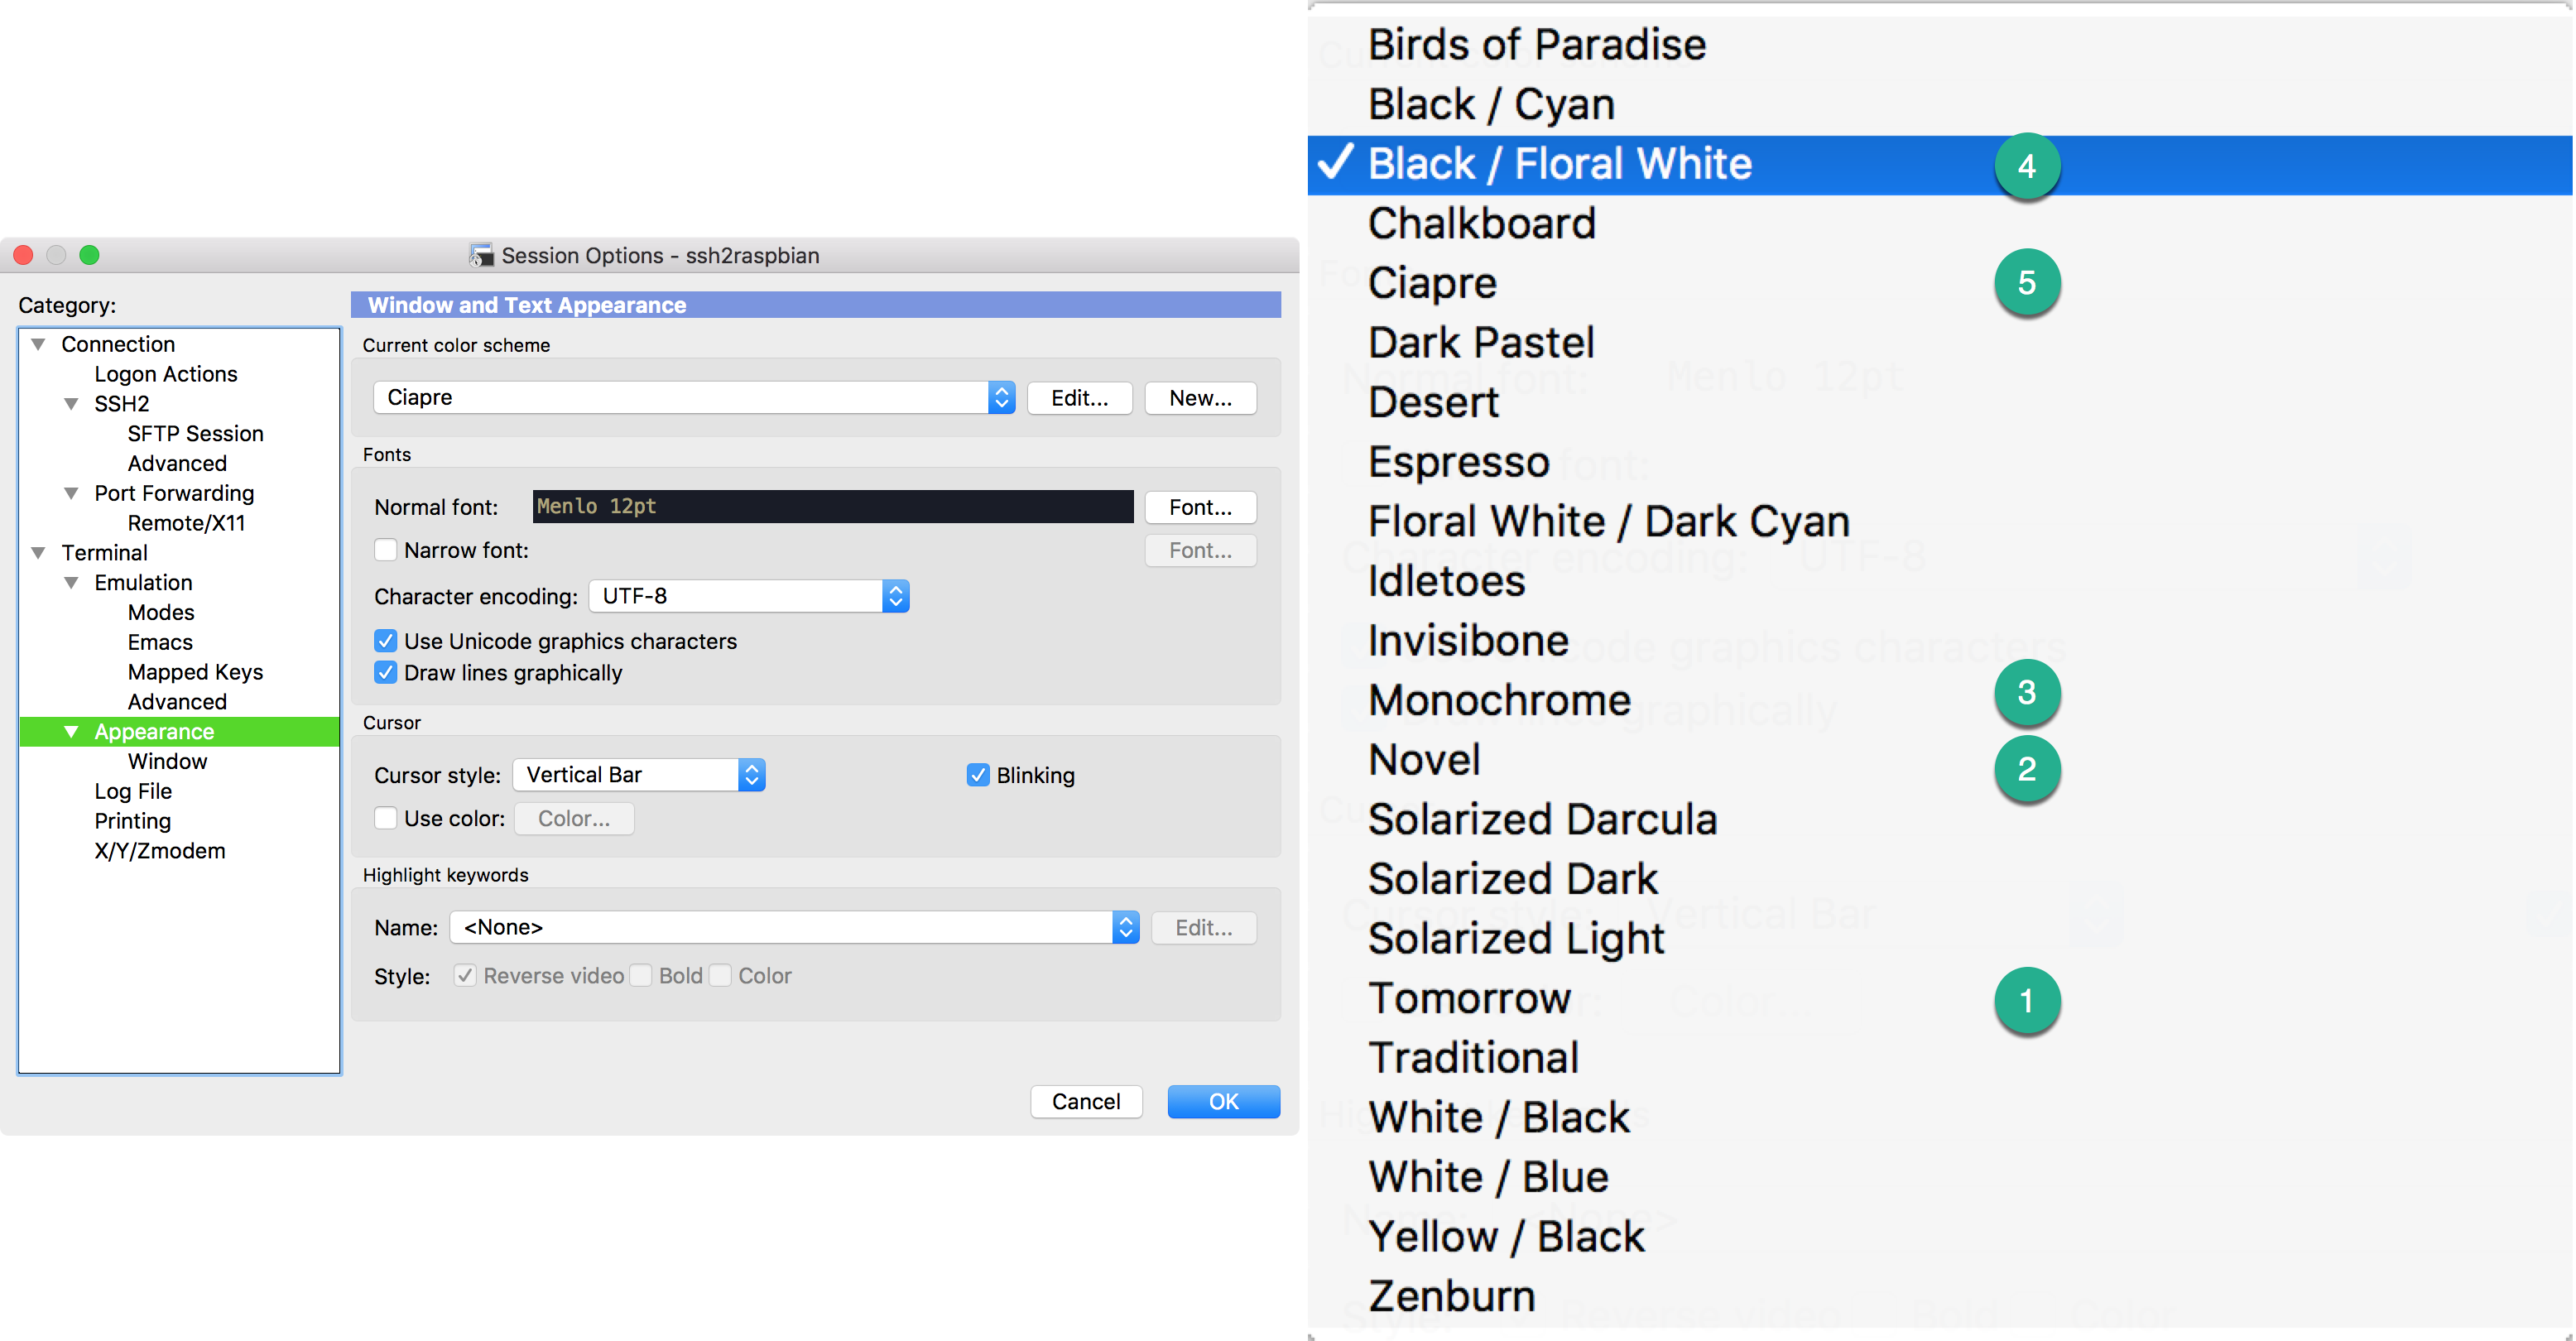 Session Options - ssh2raspbian
Category:
Connection
Logon Actions
SSH2
SFTP Session
Advanced
Port Forwarding
Remote/X11
Terminal
Emulation
Modes
Emacs
Mapped Keys
Advanced
Appearance
Window
Log File
Printing
X/Y/Zmodem
Window and Text Appearance
Current color scheme
Ciapre Edit... New...
Fonts
Normal font: Menlo 12pt Font...
Narrow font: Font...
Character encoding: UTF-8
Use Unicode graphics characters
Draw lines graphically
Cursor
Cursor style: Vertical Bar Blinking
Use color: Color...
Highlight keywords
Name: <None> Edit...
Style: Reverse video Bold Color
Cancel OK
Birds of Paradise
Black / Cyan
Black / Floral White 4
Chalkboard
Ciapre 5
Dark Pastel
Desert
Espresso
Floral White / Dark Cyan
Idletoes
Invisibone
Monochrome 3
Novel 2
Solarized Darcula
Solarized Dark
Solarized Light
Tomorrow 1
Traditional
White / Black
White / Blue
Yellow / Black
Zenburn